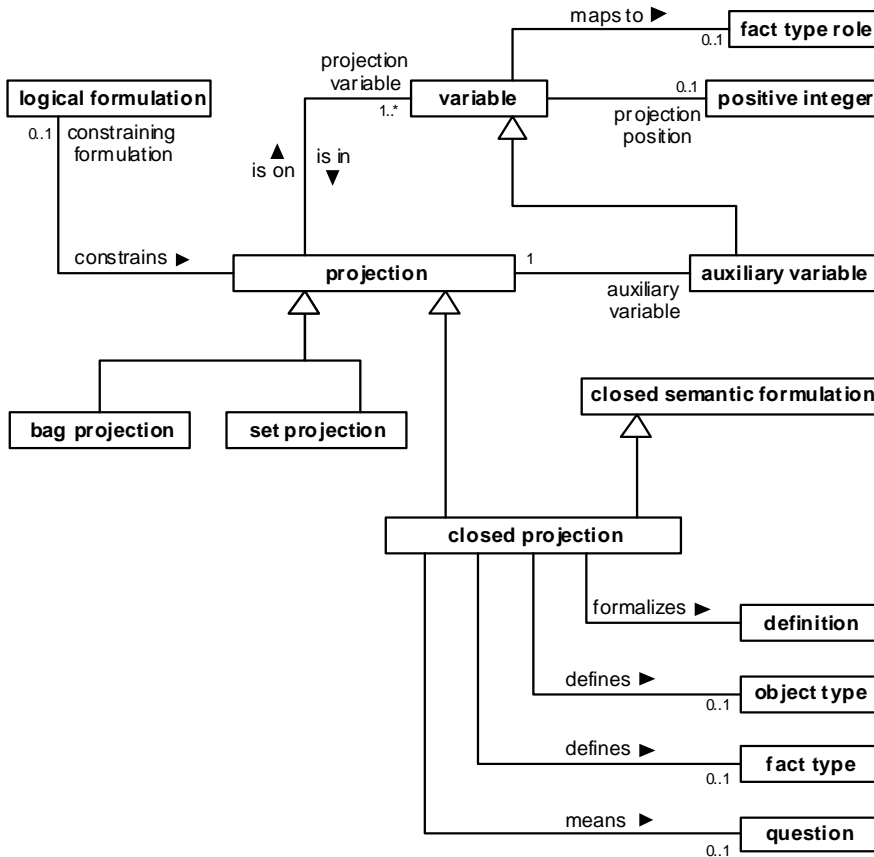 maps to ►
fact type role
0..1
projection
variable
logical formulation
variable
0..1
positive integer
1..*
projection
position
0..1
constraining
formulation
▲
is on
is in
▼
constrains ►
projection
1
auxiliary variable
auxiliary
variable
closed semantic formulation
bag projection
set projection
closed projection
formalizes ►
definition
defines ►
object type
0..1
defines ►
fact type
0..1
means ►
question
0..1